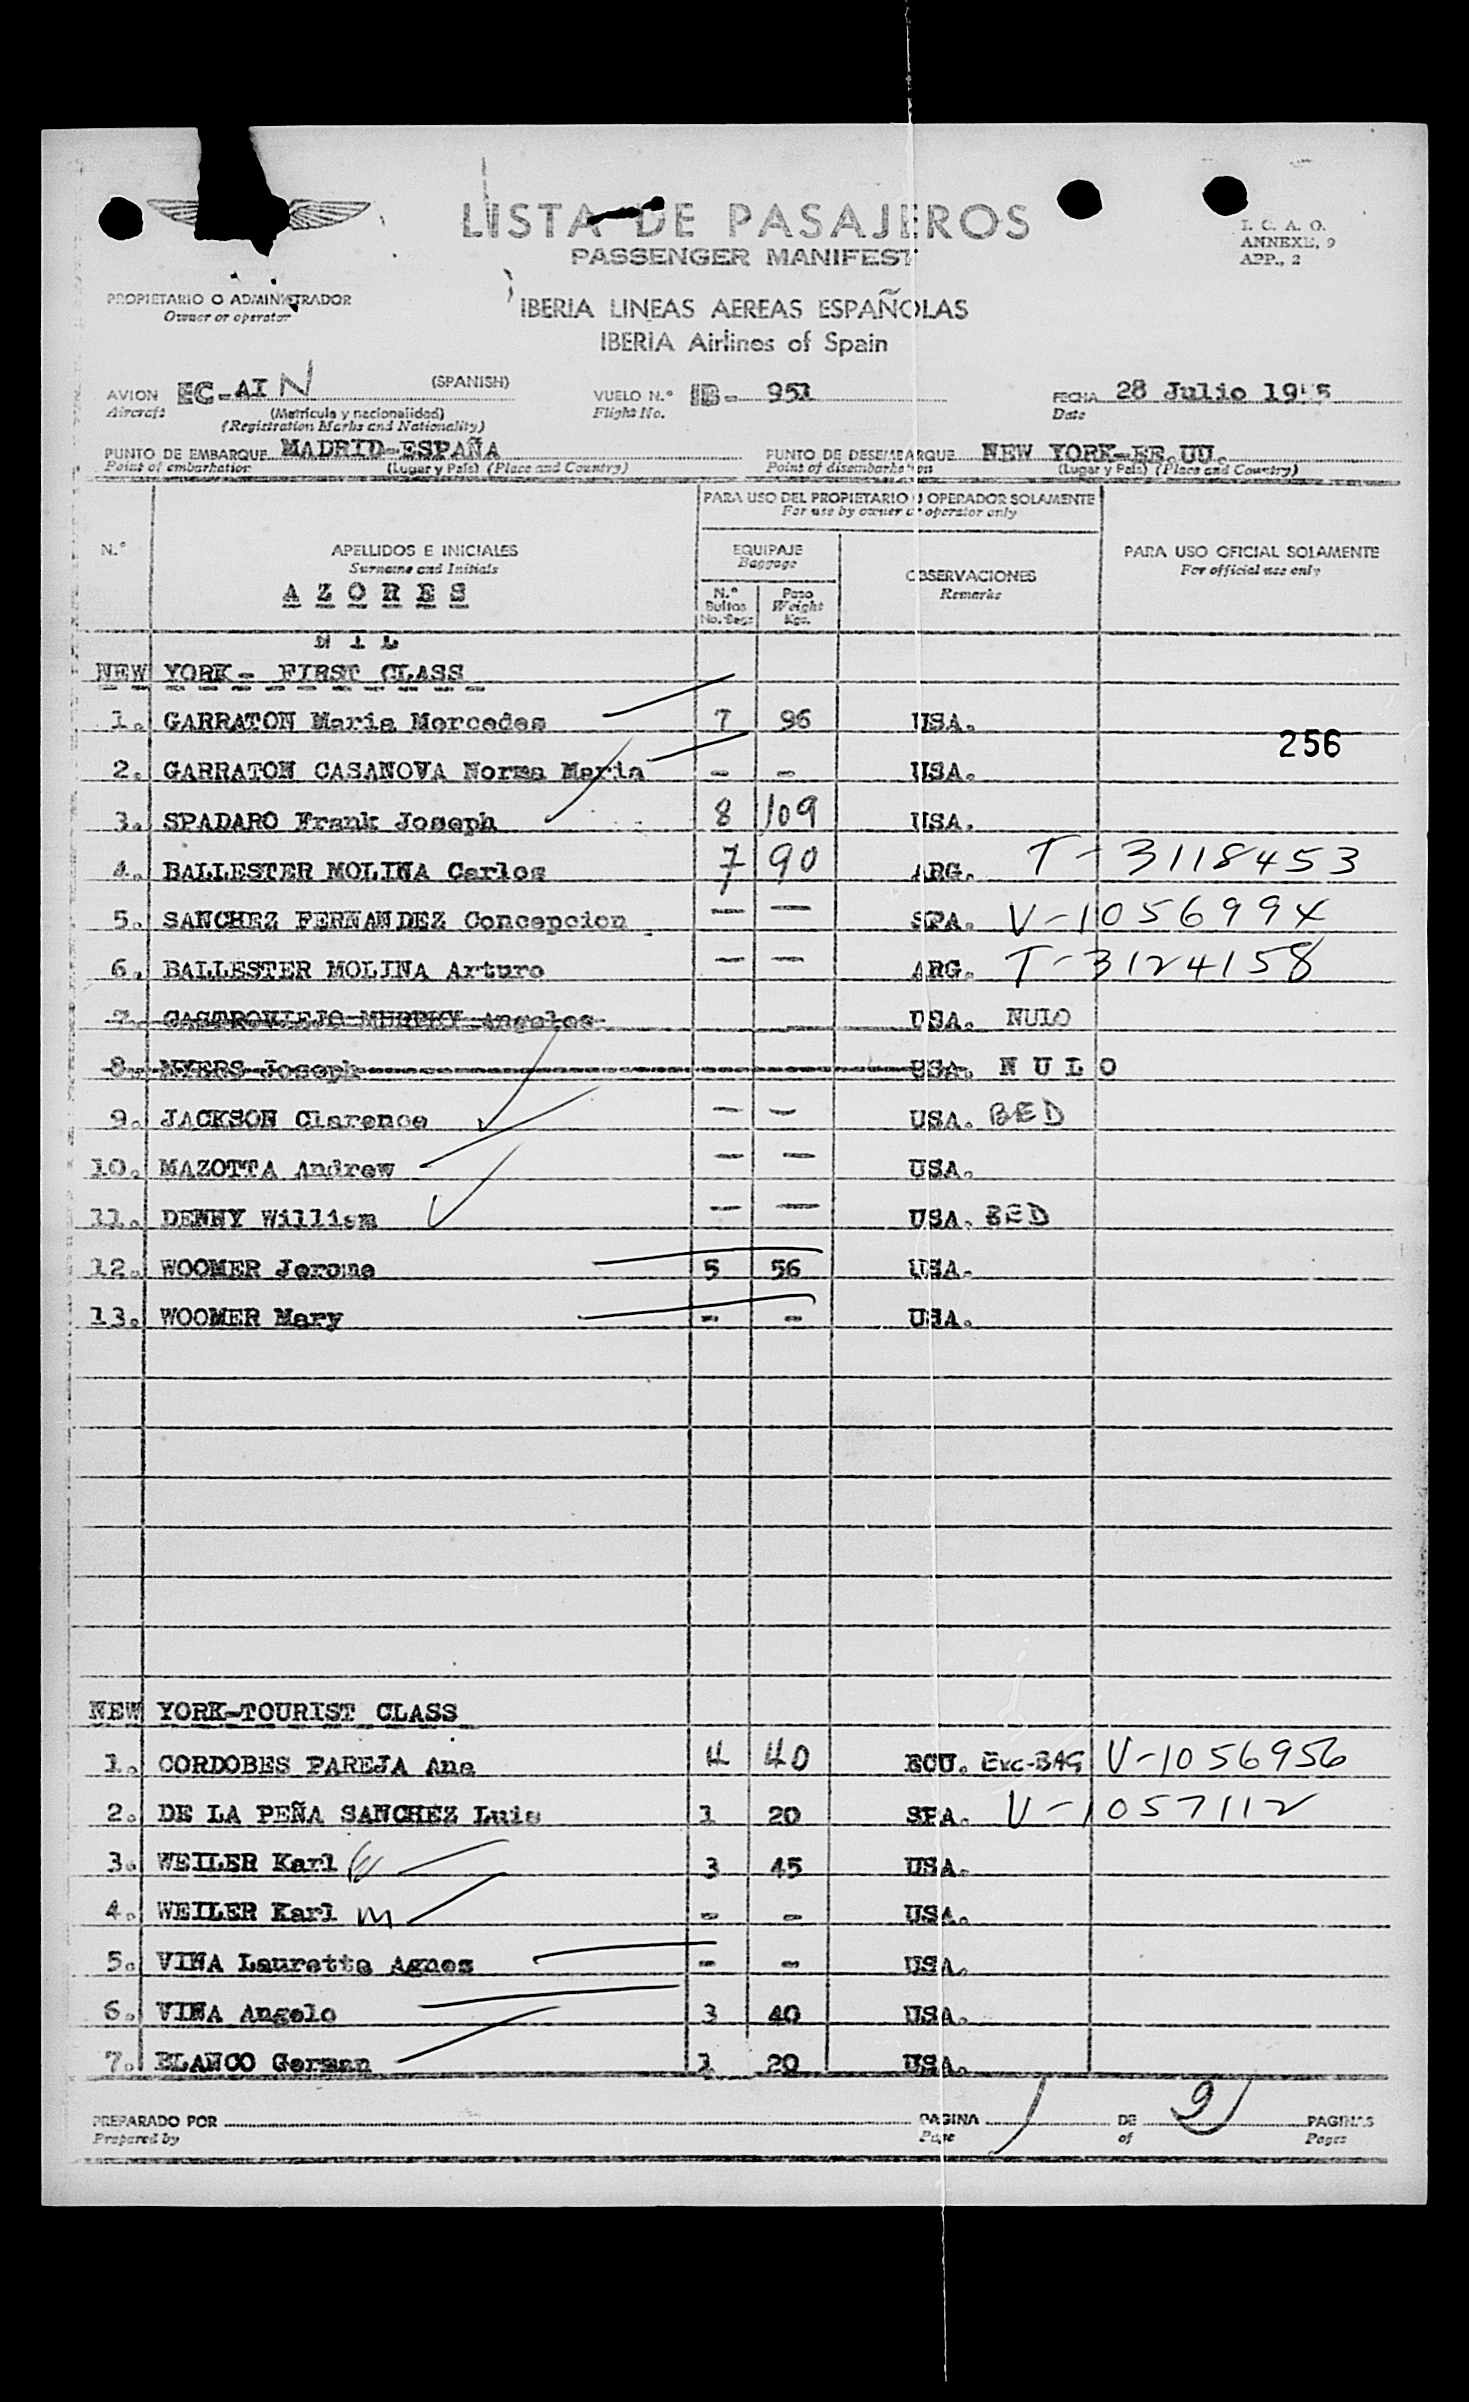 LISTA DE PASAJEROS
PASSENGER MANIFEST
I. C. A. O.
ANNEXE, 9
APP., 2
PROPIETARIO O ADMINISTRADOR
Owner or operator
IBERIA LINEAS AEREAS ESPAÑOLAS
IBERIA Airlines of Spain
AVION EC-AIN (SPANISH) VUELO N.° IB- 951 FECHA 28 Julio 1955
Aircraft (Matrícula y nacionalidad) Flight No. Date
(Registration Marks and Nationality)
PUNTO DE EMBARQUE MADRID-ESPAÑA PUNTO DE DESEMBARQUE NEW YORK-EE.UU.
Point of embarkation (Lugar y País) (Place and Country) Point of disembarkation (Lugar y País) (Place and Country)
PARA USO DEL PROPIETARIO U OPERADOR SOLAMENTE
For use by owner or operator only
N.° APELLIDOS E INICIALES EQUIPAJE PARA USO OFICIAL SOLAMENTE
Surname and Initials Baggage OBSERVACIONES For official use only
AZORES N.° Bultos No. Bags Peso Weight Kgs. Remarks
N I L
NEW YORK- FIRST CLASS
1. GARRATON Maria Mercedes 7 96 USA.
256
2. GARRATON CASANOVA Norma Maria - - USA.
3. SPADARO Frank Joseph 8 109 USA.
4. BALLESTER MOLINA Carlos 7 90 ARG. T-3118453
5. SANCHEZ FERNANDEZ Concepcion - - SPA. V-1056994
6. BALLESTER MOLINA Arturo - - ARG. T-3124158
7. CASTROVIEJO MURPHY Angeles USA. NULO
8. MYERS Joseph USA. N U L O
9. JACKSON Clarence - - USA. BED
10. MAZOTTA Andrew - - USA.
11. DENNY William - - USA. BED
12. WOOMER Jerome 5 56 USA.
13. WOOMER Mary - - USA.
NEW YORK-TOURIST CLASS
1. CORDOBES PAREJA Ana 4 40 ECU. Exc-BAG V-1056956
2. DE LA PEÑA SANCHEZ Luis 1 20 SPA. V-1057112
3. WEILER Karl E 3 45 USA.
4. WEILER Karl M - - USA.
5. VINA Laurette Agnes - - USA.
6. VINA Angelo 3 40 USA.
7. BLANCO German 1 20 USA.
PREPARADO POR PAGINA 1 DE 2 PAGINAS
Prepared by Page of Pages